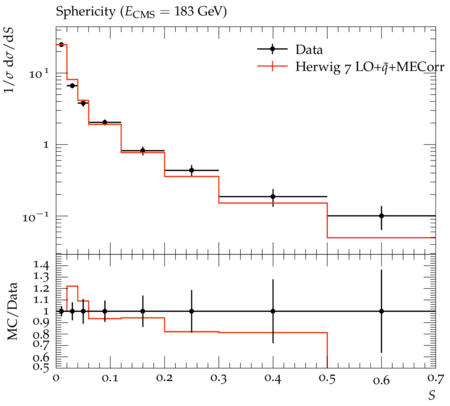 Sphericity (E_CMS = 183 GeV)
1/σ dσ/dS
10¹
1
10⁻¹
Data
Herwig 7 LO+q̃+MECorr
MC/Data
1.4
1.3
1.2
1.1
1
0.9
0.8
0.7
0.6
0.5
0 0.1 0.2 0.3 0.4 0.5 0.6 0.7
S